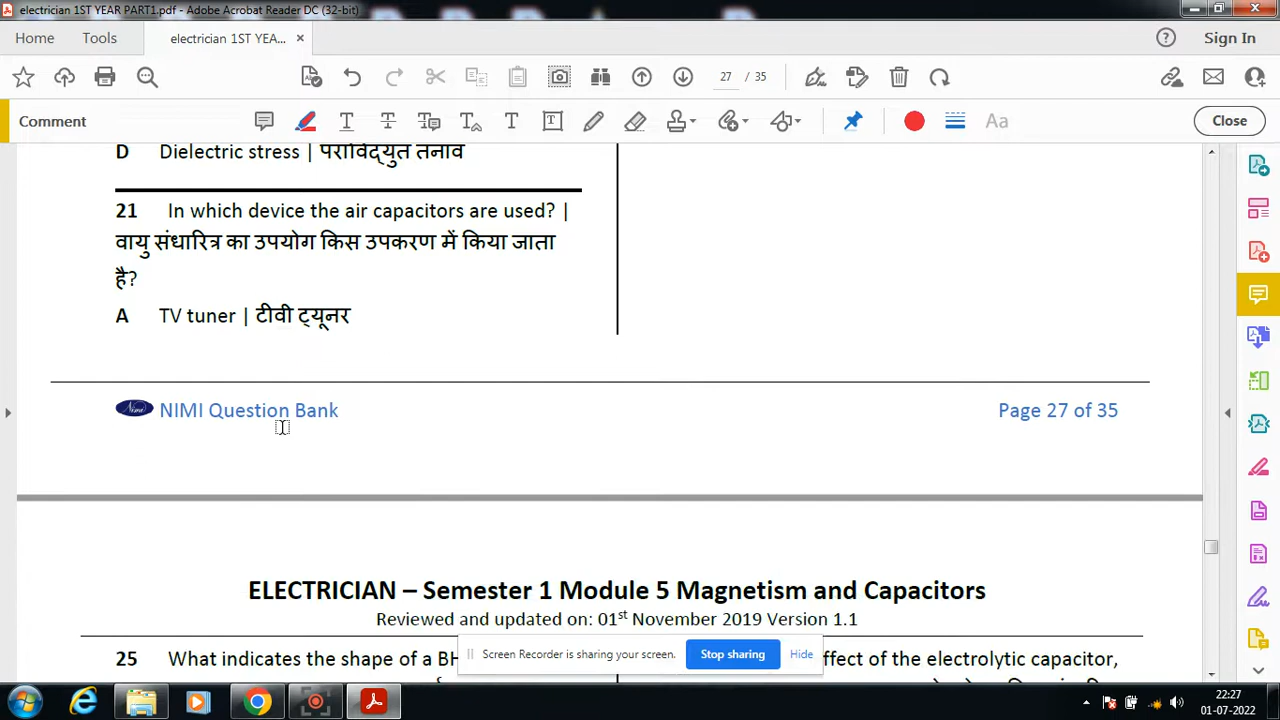 electrician 1ST YEAR PART1.pdf - Adobe Acrobat Reader DC (32-bit)
Home Tools electrician 1ST YEA... × Sign In
27 / 35
Comment Close
D Dielectric stress | पराविद्युत तनाव
21 In which device the air capacitors are used? |
वायु संधारित्र का उपयोग किस उपकरण में किया जाता
है?
A TV tuner | टीवी ट्यूनर
Nimi NIMI Question Bank Page 27 of 35
ELECTRICIAN – Semester 1 Module 5 Magnetism and Capacitors
Reviewed and updated on: 01st November 2019 Version 1.1
25 What indicates the shape of a BH
ffect of the electrolytic capacitor,
Screen Recorder is sharing your screen. Stop sharing Hide
22:27
01-07-2022